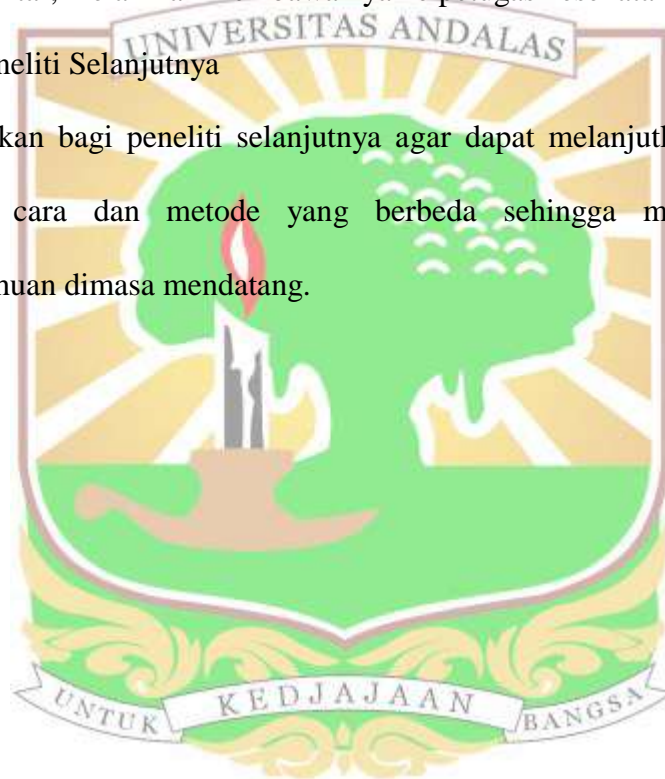 UNIVERSITAS ANDALAS
neliti Selanjutnya
kan bagi peneliti selanjutnya agar dapat
cara dan metode yang berbeda sehingga m
huan dimasa mendatang.
UNTUK KEDJAJAAN BANGSA